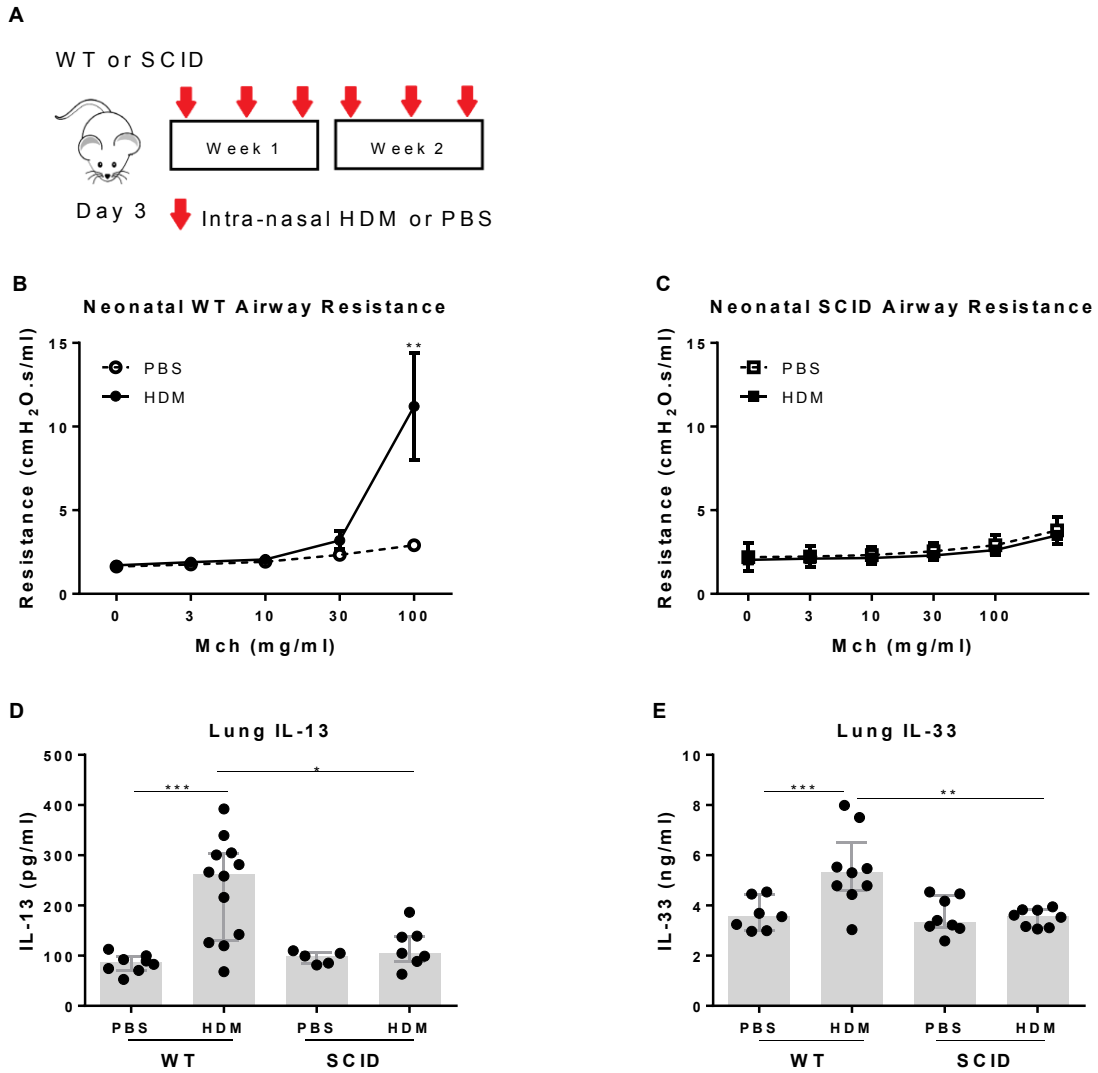 A
WT or SCID
Week 1
Week 2
Day 3
Intra-nasal HDM or PBS
B
Neonatal WT Airway Resistance
15
10
5
0
Resistance (cmH2O.s/ml)
PBS
HDM
**
0 3 10 30 100
Mch (mg/ml)
C
Neonatal SCID Airway Resistance
15
10
5
0
Resistance (cmH2O.s/ml)
PBS
HDM
0 3 10 30 100
Mch (mg/ml)
D
Lung IL-13
500
400
300
200
100
0
IL-13 (pg/ml)
***
*
PBS HDM PBS HDM
WT SCID
E
Lung IL-33
10
8
6
4
2
0
IL-33 (ng/ml)
***
**
PBS HDM PBS HDM
WT SCID